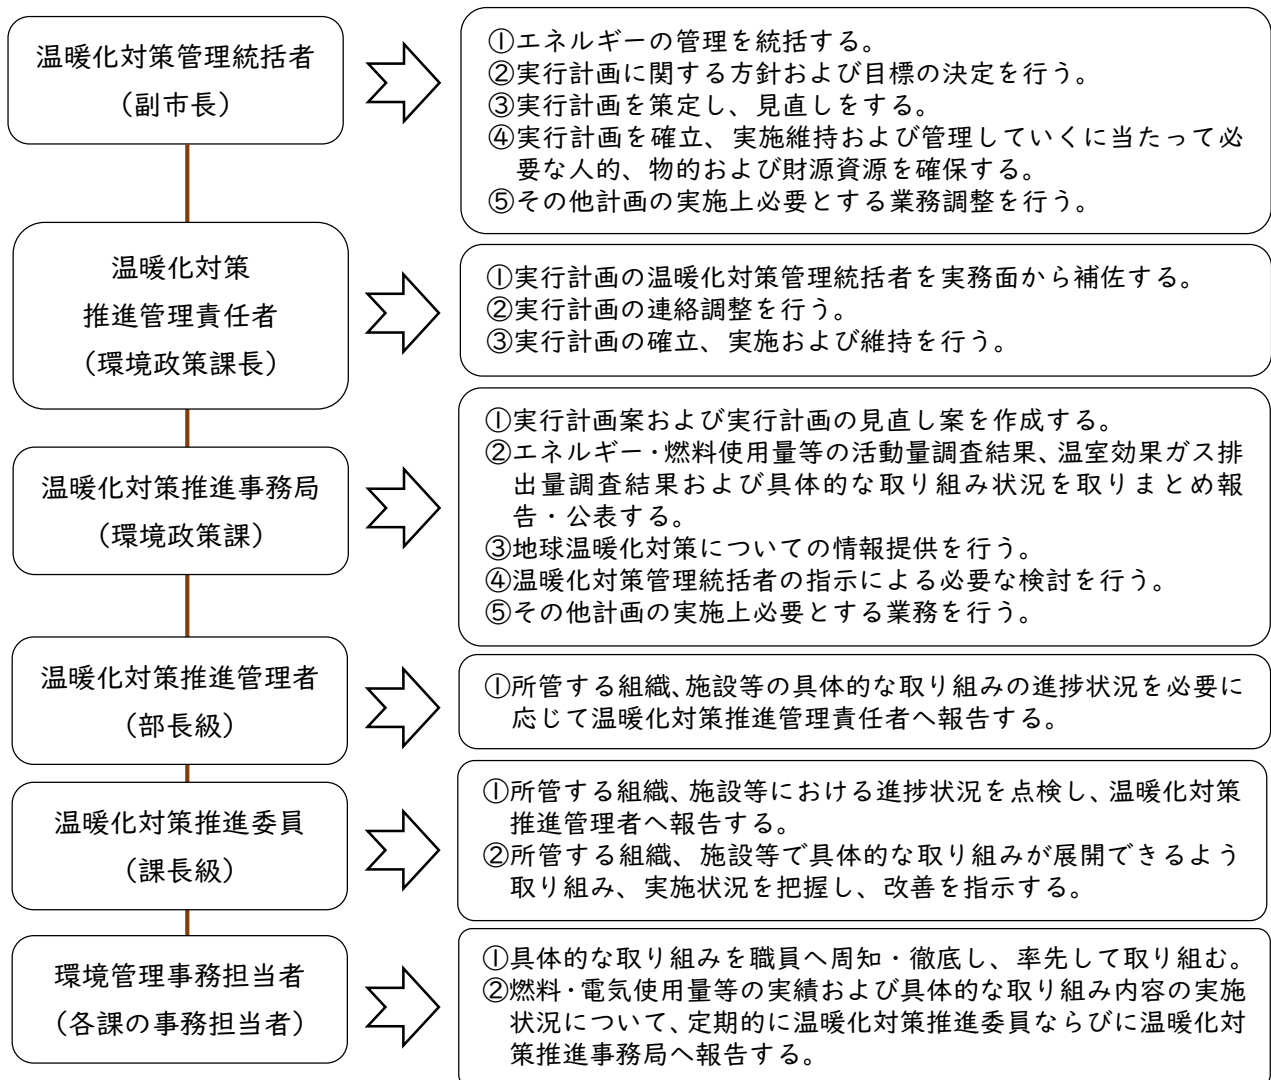 温暖化対策管理統括者
（副市長）
①エネルギーの管理を統括する。
②実行計画に関する方針および目標の決定を行う。
③実行計画を策定し、見直しをする。
④実行計画を確立、実施維持および管理していくに当たって必
要な人的、物的および財源資源を確保する。
⑤その他計画の実施上必要とする業務調整を行う。
温暖化対策
推進管理責任者
（環境政策課長）
①実行計画の温暖化対策管理統括者を実務面から補佐する。
②実行計画の連絡調整を行う。
③実行計画の確立、実施および維持を行う。
温暖化対策推進事務局
（環境政策課）
①実行計画案および実行計画の見直し案を作成する。
②エネルギー・燃料使用量等の活動量調査結果、温室効果ガス排
出量調査結果および具体的な取り組み状況を取りまとめ報
告・公表する。
③地球温暖化対策についての情報提供を行う。
④温暖化対策管理統括者の指示による必要な検討を行う。
⑤その他計画の実施上必要とする業務を行う。
温暖化対策推進管理者
（部長級）
①所管する組織、施設等の具体的な取り組みの進捗状況を必要に
応じて温暖化対策推進管理責任者へ報告する。
温暖化対策推進委員
（課長級）
①所管する組織、施設等における進捗状況を点検し、温暖化対策
推進管理者へ報告する。
②所管する組織、施設等で具体的な取り組みが展開できるよう
取り組み、実施状況を把握し、改善を指示する。
環境管理事務担当者
（各課の事務担当者）
①具体的な取り組みを職員へ周知・徹底し、率先して取り組む。
②燃料・電気使用量等の実績および具体的な取り組み内容の実施
状況について、定期的に温暖化対策推進委員ならびに温暖化対
策推進事務局へ報告する。